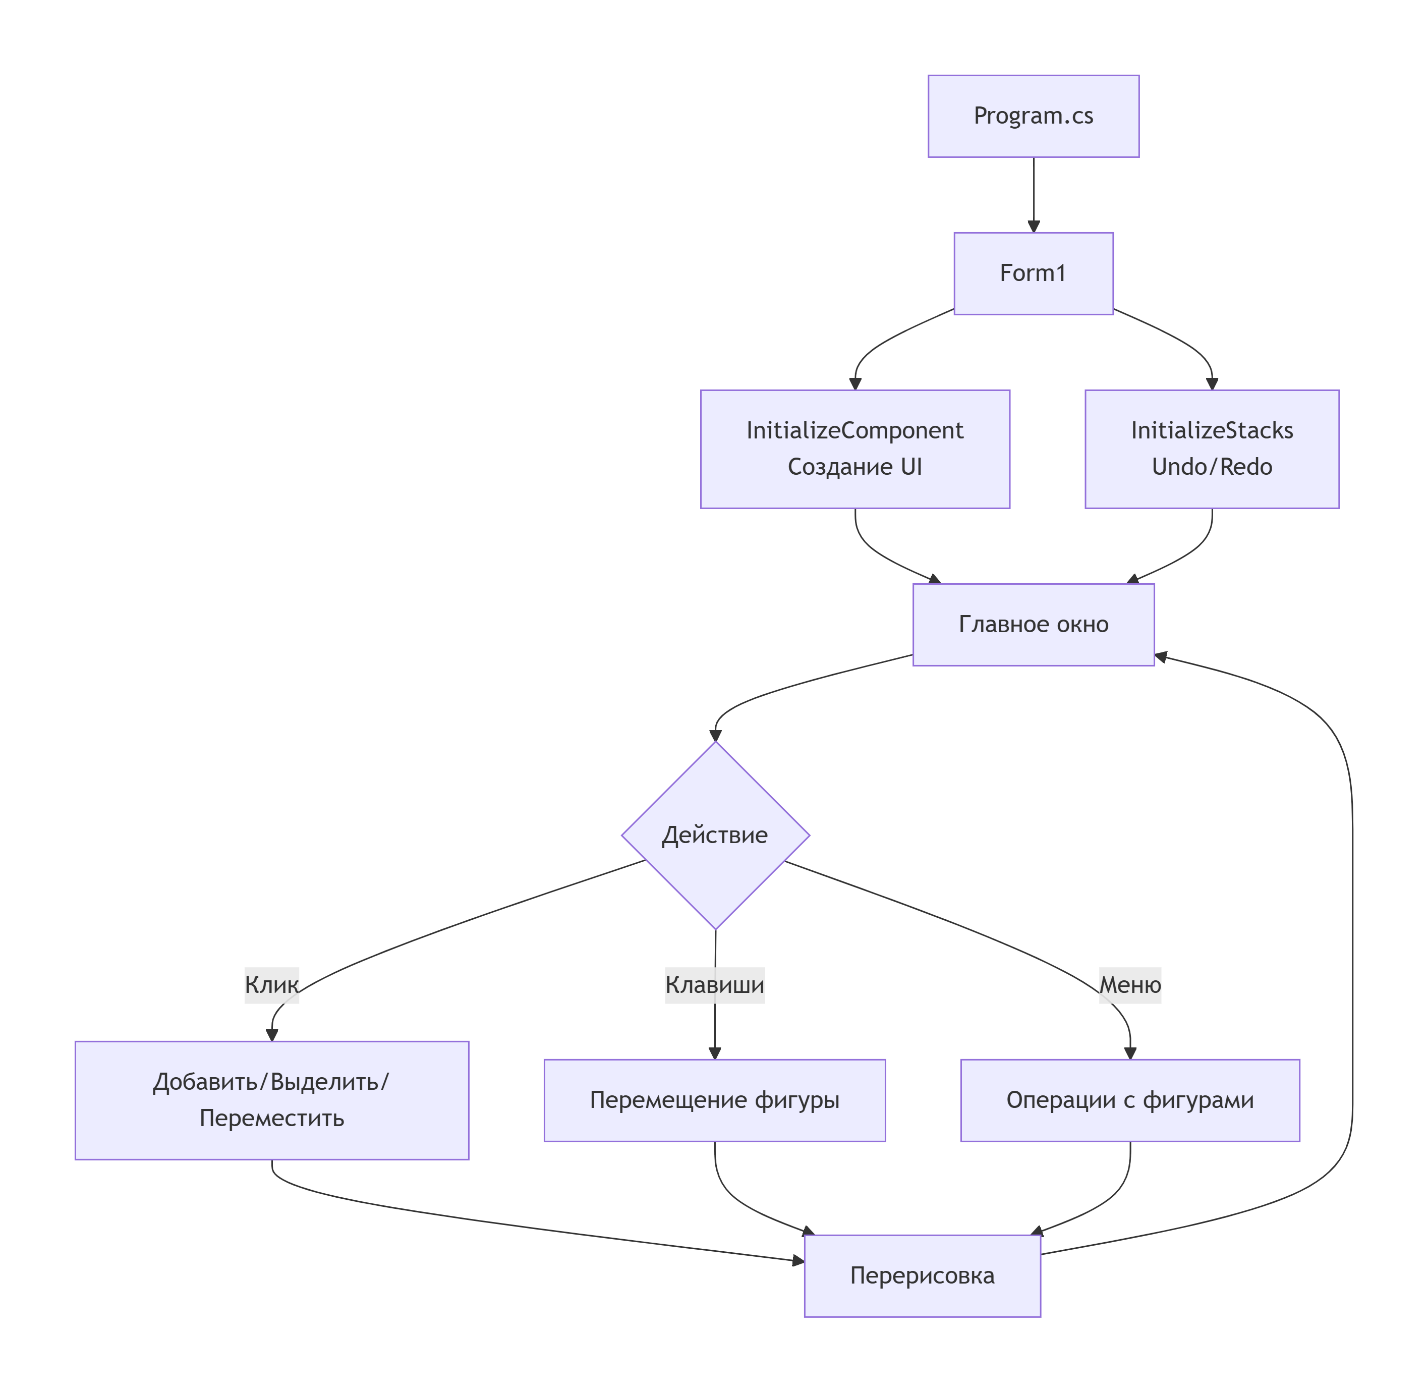 Program.cs
Form1
InitializeComponent
Создание UI
InitializeStacks
Undo/Redo
Главное окно
Действие
Клик
Клавиши
Меню
Добавить/Выделить/
Переместить
Перемещение фигуры
Операции с фигурами
Перерисовка